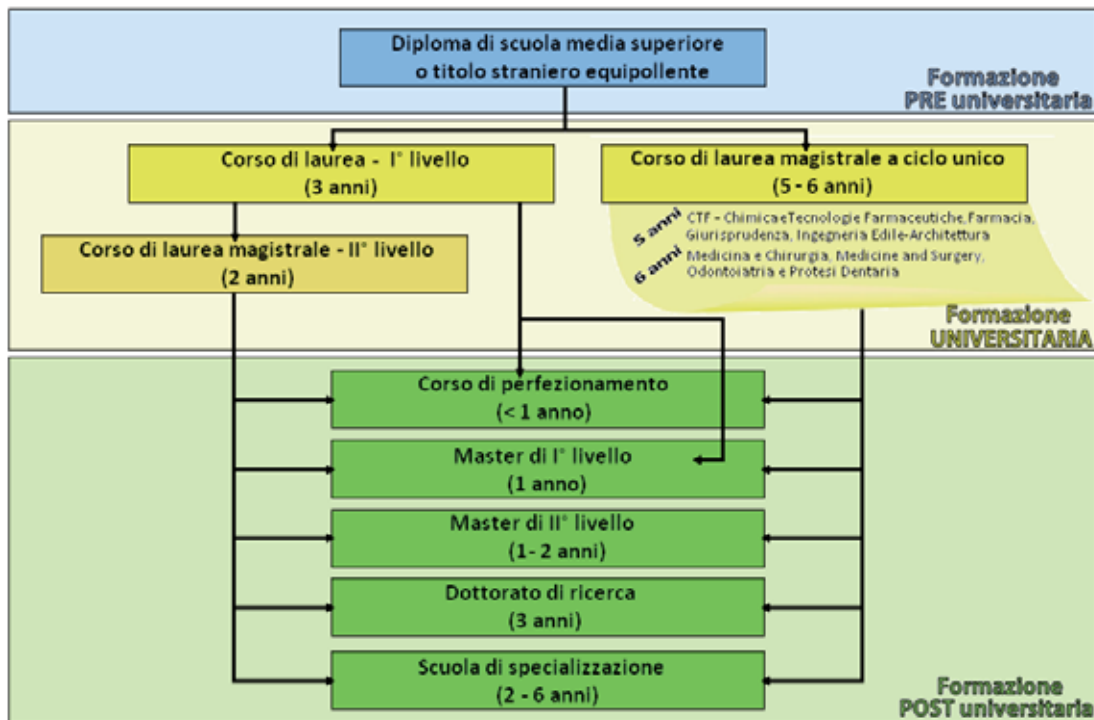 Diploma di scuola media superiore
o titolo straniero equipollente
Formazione
PRE universitaria
Corso di laurea - I° livello
(3 anni)
Corso di laurea magistrale a ciclo unico
(5 - 6 anni)
5 anni
CTF - Chimica e Tecnologie Farmaceutiche, Farmacia,
Giurisprudenza, Ingegneria Edile-Architettura
6 anni
Medicina e Chirurgia, Medicine and Surgery,
Odontoiatria e Protesi Dentaria
Corso di laurea magistrale - II° livello
(2 anni)
Formazione
UNIVERSITARIA
Corso di perfezionamento
(< 1 anno)
Master di I° livello
(1 anno)
Master di II° livello
(1- 2 anni)
Dottorato di ricerca
(3 anni)
Scuola di specializzazione
(2 - 6 anni)
Formazione
POST universitaria